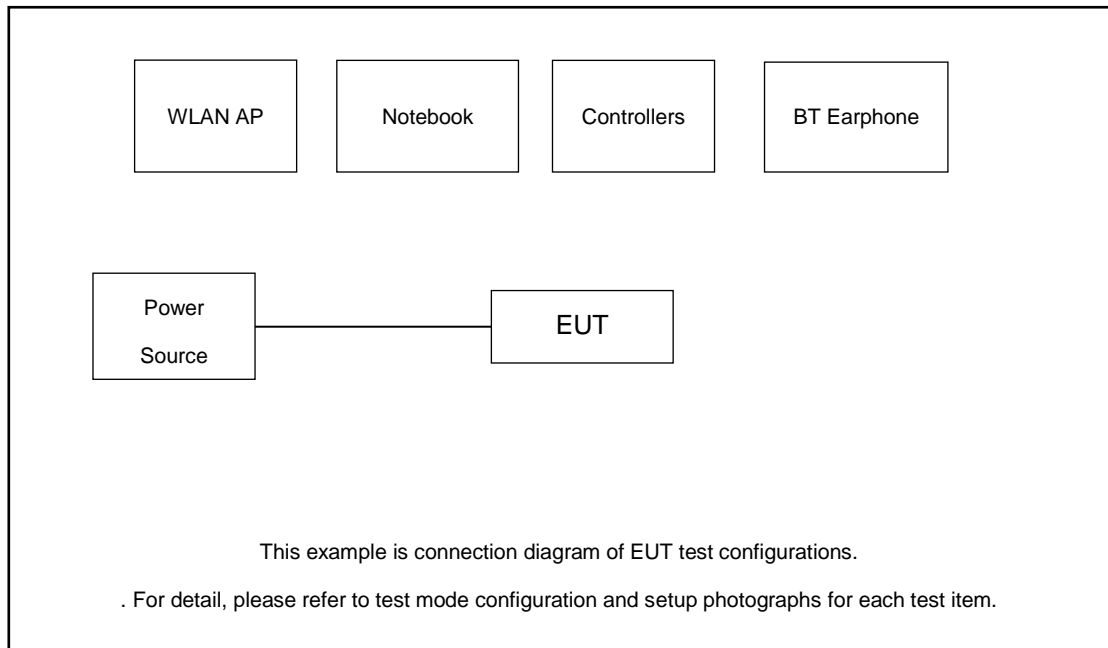 WLAN AP
Notebook
Controllers
BT Earphone
Power
Source
EUT
This example is connection diagram of EUT test configurations.
. For detail, please refer to test mode configuration and setup photographs for each test item.